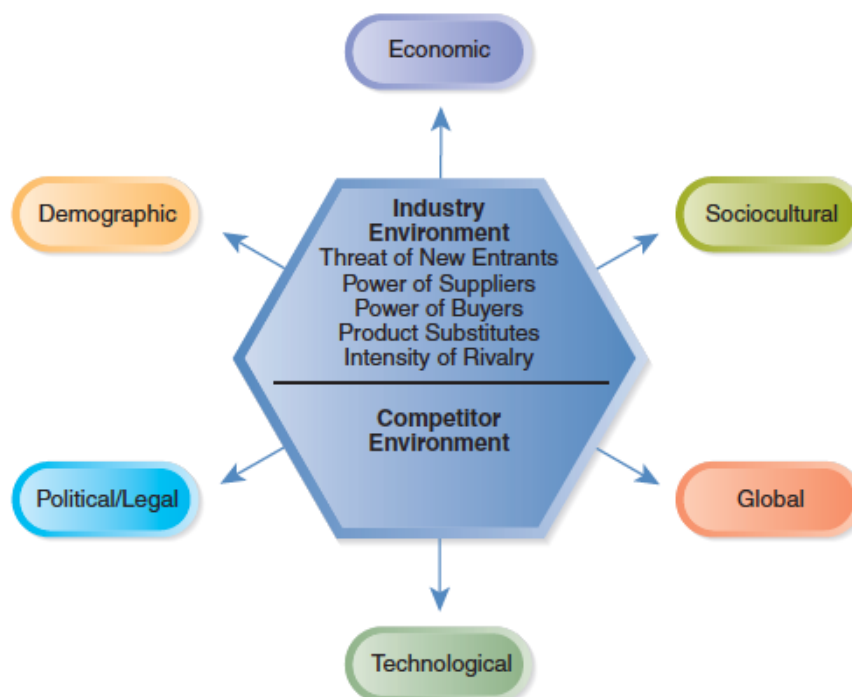 Economic
Demographic
Sociocultural
Industry
Environment
Threat of New Entrants
Power of Suppliers
Power of Buyers
Product Substitutes
Intensity of Rivalry
Competitor
Environment
Political/Legal
Global
Technological